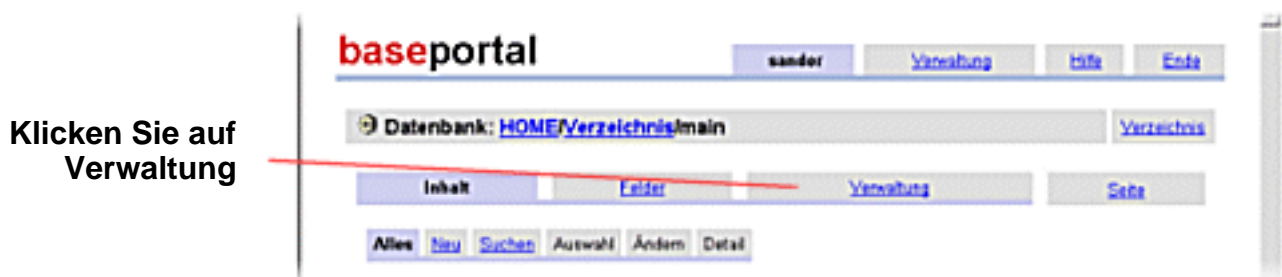 baseportal
sander Verwaltung Hilfe Ende
Datenbank: HOME/Verzeichnis/main Verzeichnis
Klicken Sie auf
Verwaltung
Inhalt Felder Verwaltung Seite
Alles Neu Suchen Auswahl Ändern Detail